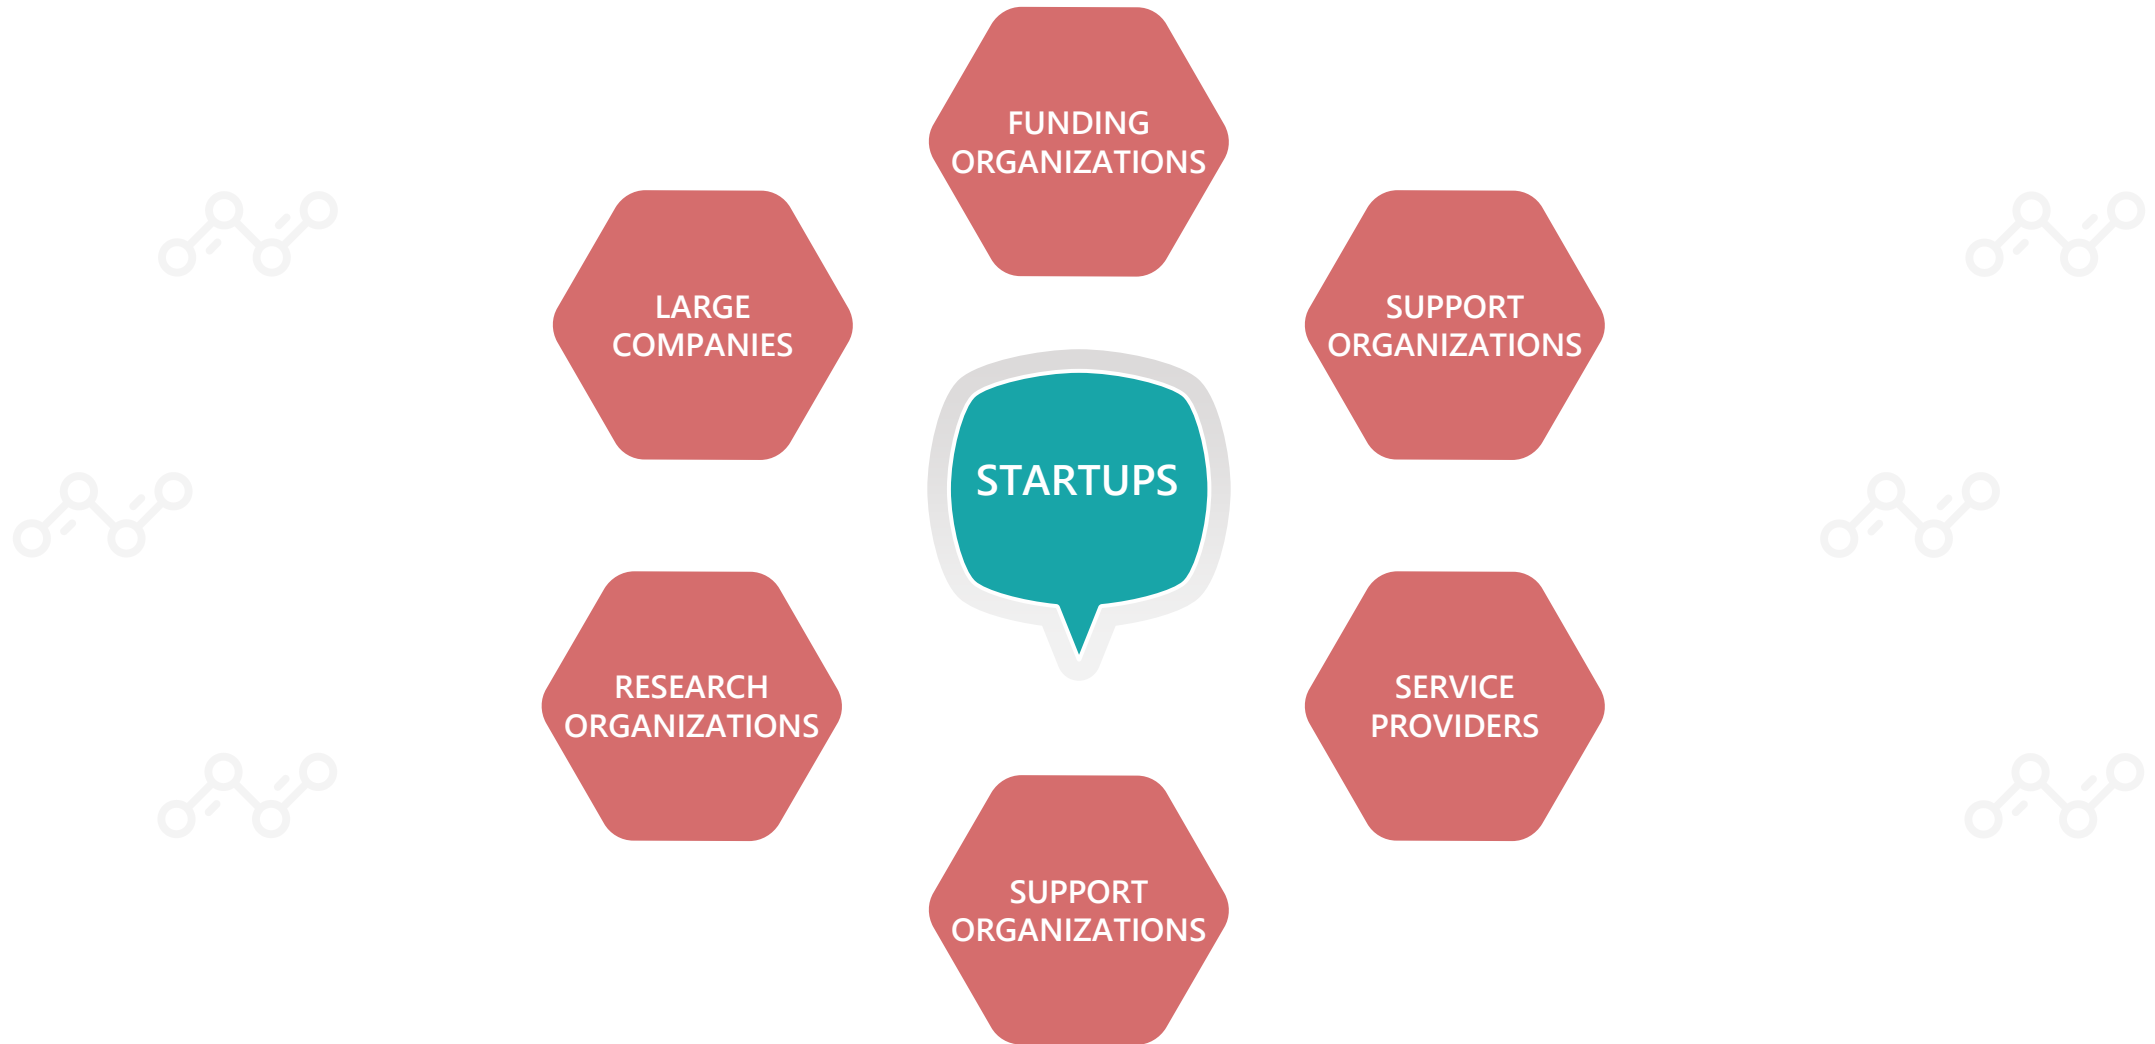 FUNDING
ORGANIZATIONS
LARGE
COMPANIES
SUPPORT
ORGANIZATIONS
STARTUPS
RESEARCH
ORGANIZATIONS
SERVICE
PROVIDERS
SUPPORT
ORGANIZATIONS